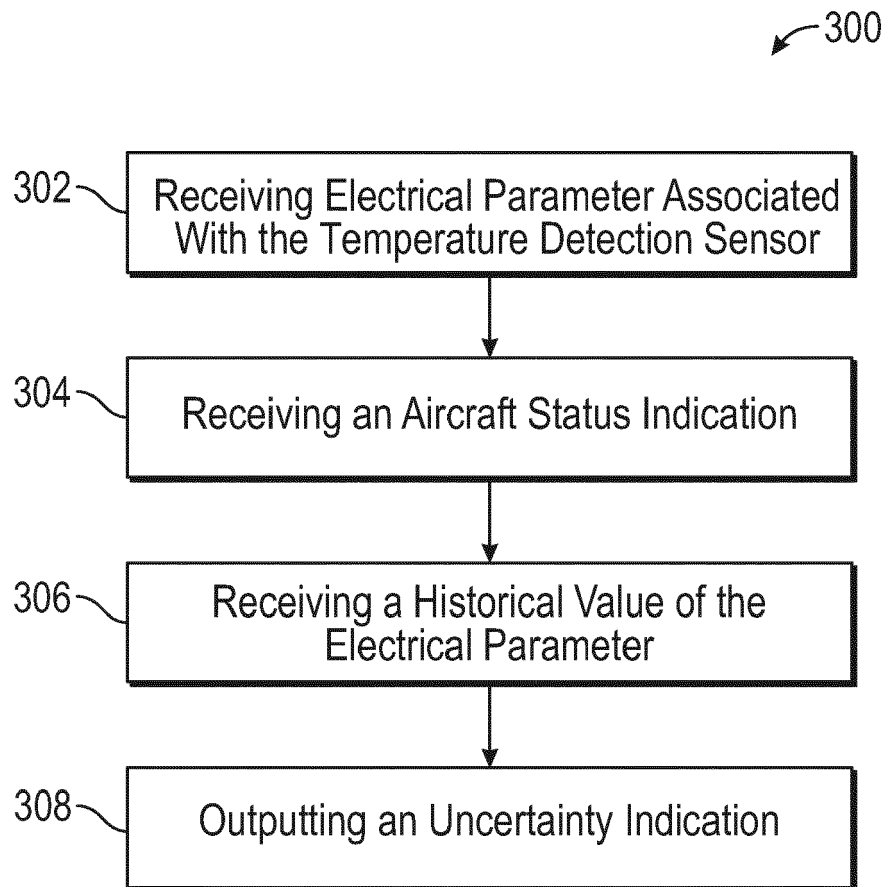 300
302
Receiving Electrical Parameter Associated
With the Temperature Detection Sensor
304
Receiving an Aircraft Status Indication
306
Receiving a Historical Value of the
Electrical Parameter
308
Outputting an Uncertainty Indication